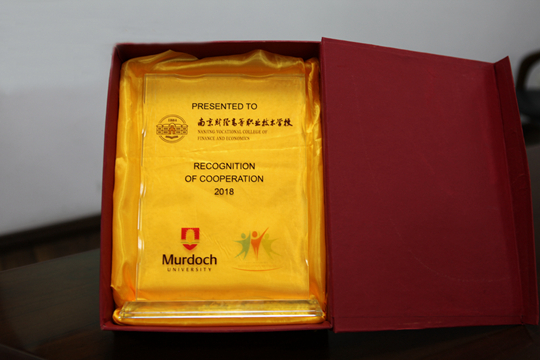 PRESENTED TO
南京财经高等职业技术学校
NANJING VOCATIONAL COLLEGE OF
FINANCE AND ECONOMICS
RECOGNITION
OF COOPERATION
2018
Murdoch
UNIVERSITY